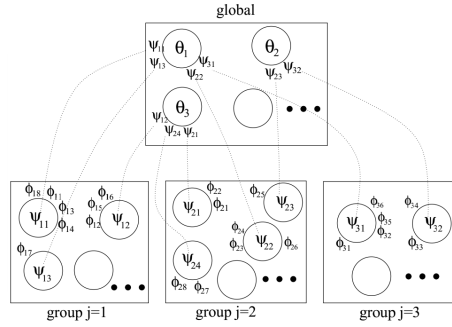 global
θ1 θ2
ψ11 ψ13 ψ31 ψ22 ψ23 ψ32
θ3
ψ12 ψ24 ψ21
ϕ18 ϕ11 ϕ13 ϕ14
ψ11
ϕ16 ϕ15 ϕ12
ψ12
ϕ17
ψ13
group j=1
ϕ22 ϕ21
ψ21
ϕ25
ψ23
ϕ24 ϕ23 ϕ26
ψ22
ψ24
ϕ28 ϕ27
group j=2
ϕ36 ϕ35 ϕ32 ϕ31
ψ31
ϕ34 ϕ33
ψ32
group j=3